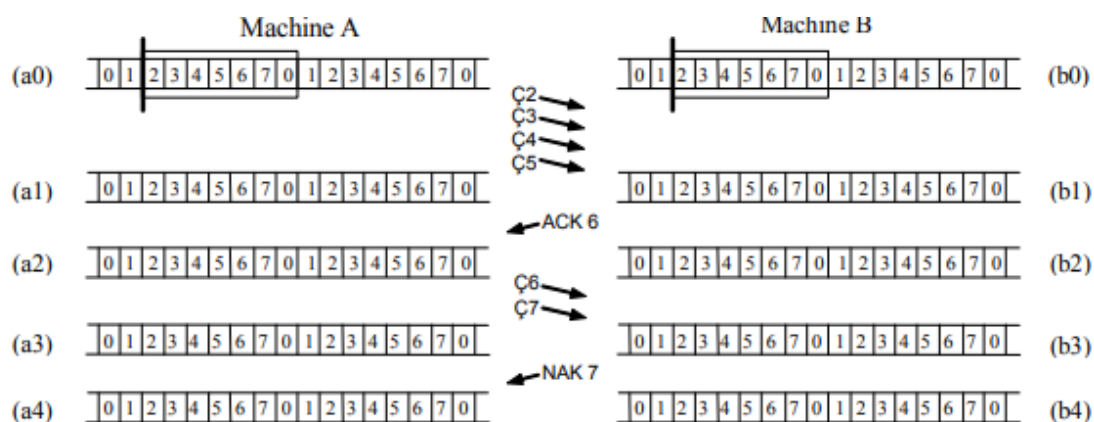 Machine A Machine B
(a0) 0 1 2 3 4 5 6 7 0 1 2 3 4 5 6 7 0 0 1 2 3 4 5 6 7 0 1 2 3 4 5 6 7 0 (b0)
Ç2
Ç3
Ç4
Ç5
(a1) 0 1 2 3 4 5 6 7 0 1 2 3 4 5 6 7 0 0 1 2 3 4 5 6 7 0 1 2 3 4 5 6 7 0 (b1)
ACK 6
(a2) 0 1 2 3 4 5 6 7 0 1 2 3 4 5 6 7 0 0 1 2 3 4 5 6 7 0 1 2 3 4 5 6 7 0 (b2)
Ç6
Ç7
(a3) 0 1 2 3 4 5 6 7 0 1 2 3 4 5 6 7 0 0 1 2 3 4 5 6 7 0 1 2 3 4 5 6 7 0 (b3)
NAK 7
(a4) 0 1 2 3 4 5 6 7 0 1 2 3 4 5 6 7 0 0 1 2 3 4 5 6 7 0 1 2 3 4 5 6 7 0 (b4)